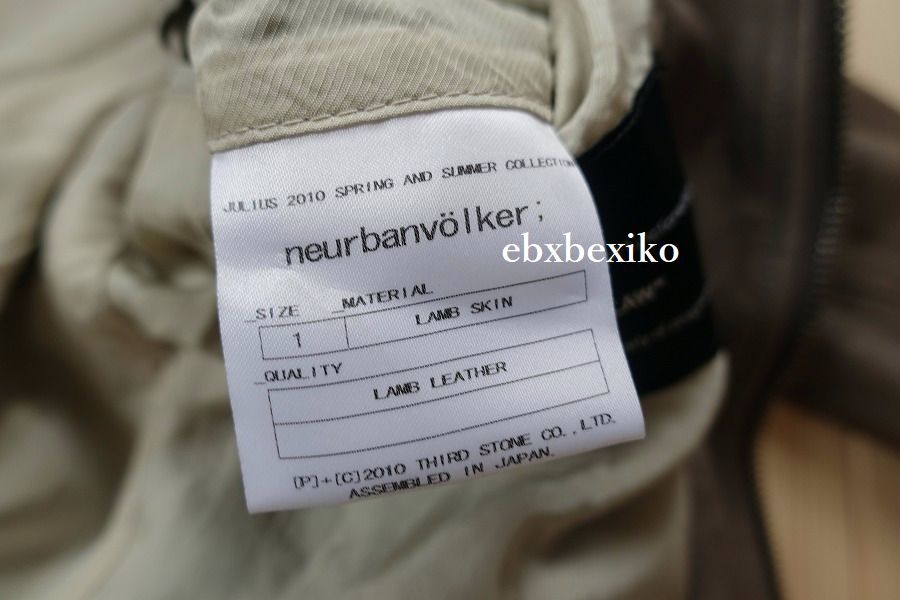 JULIUS 2010 SPRING AND SUMMER COLLECTION
neurbanvölker;
ebxbexiko
_SIZE _MATERIAL
1 LAMB SKIN
_QUALITY
LAMB LEATHER
[P]+[C]2010 THIRD STONE CO.,LTD.
ASSEMBLED IN JAPAN.